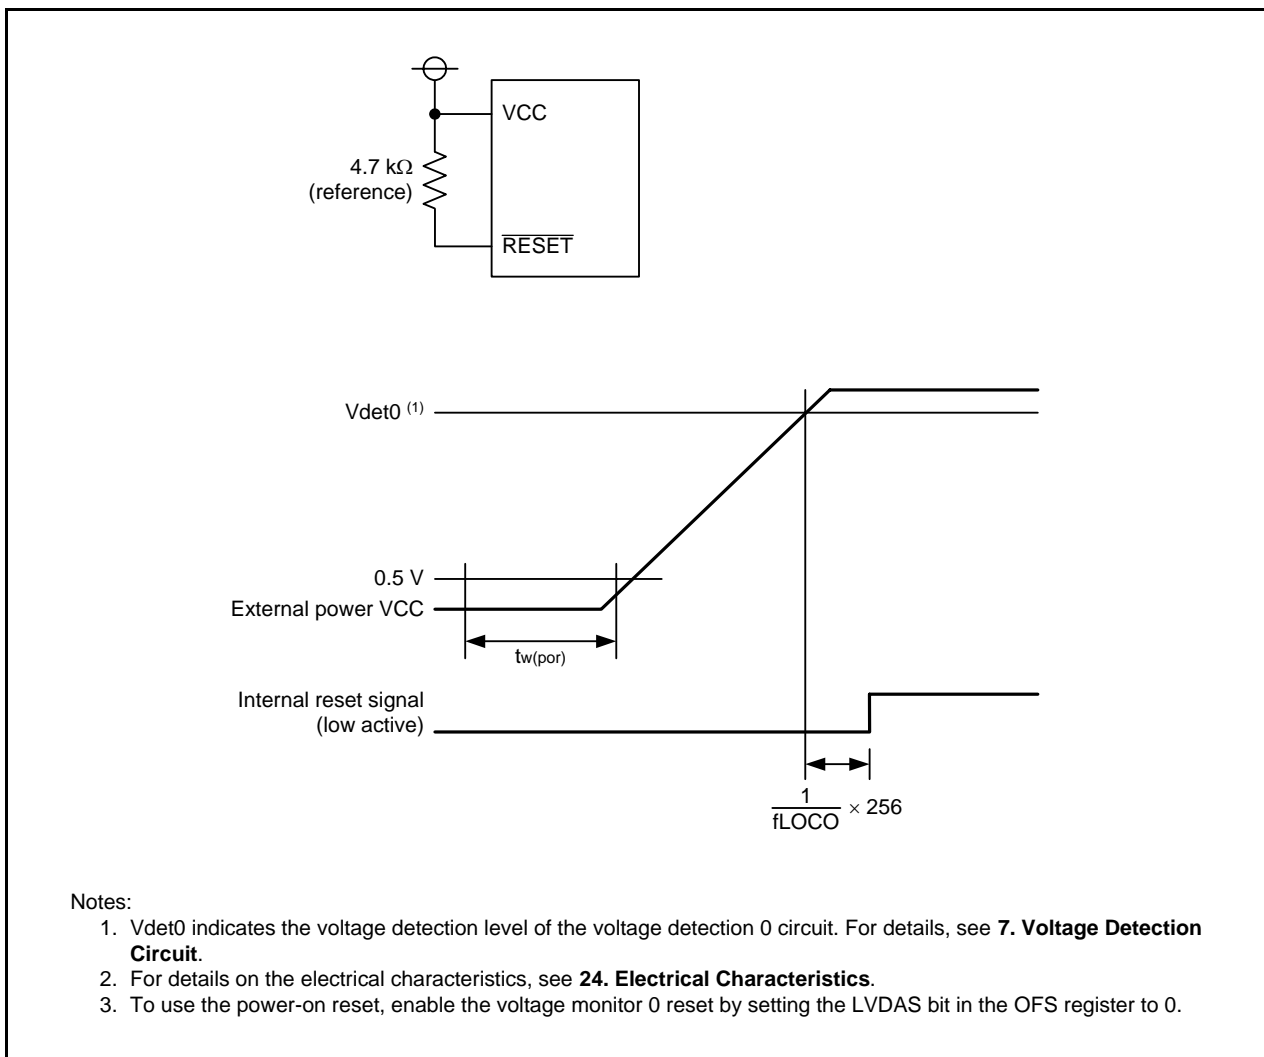 VCC
4.7 kΩ
(reference)
RESET
Vdet0 (1)
0.5 V
External power VCC
tw(por)
Internal reset signal
(low active)
1
fLOCO
× 256
Notes:
1. Vdet0 indicates the voltage detection level of the voltage detection 0 circuit. For details, see 7. Voltage Detection
Circuit.
2. For details on the electrical characteristics, see 24. Electrical Characteristics.
3. To use the power-on reset, enable the voltage monitor 0 reset by setting the LVDAS bit in the OFS register to 0.